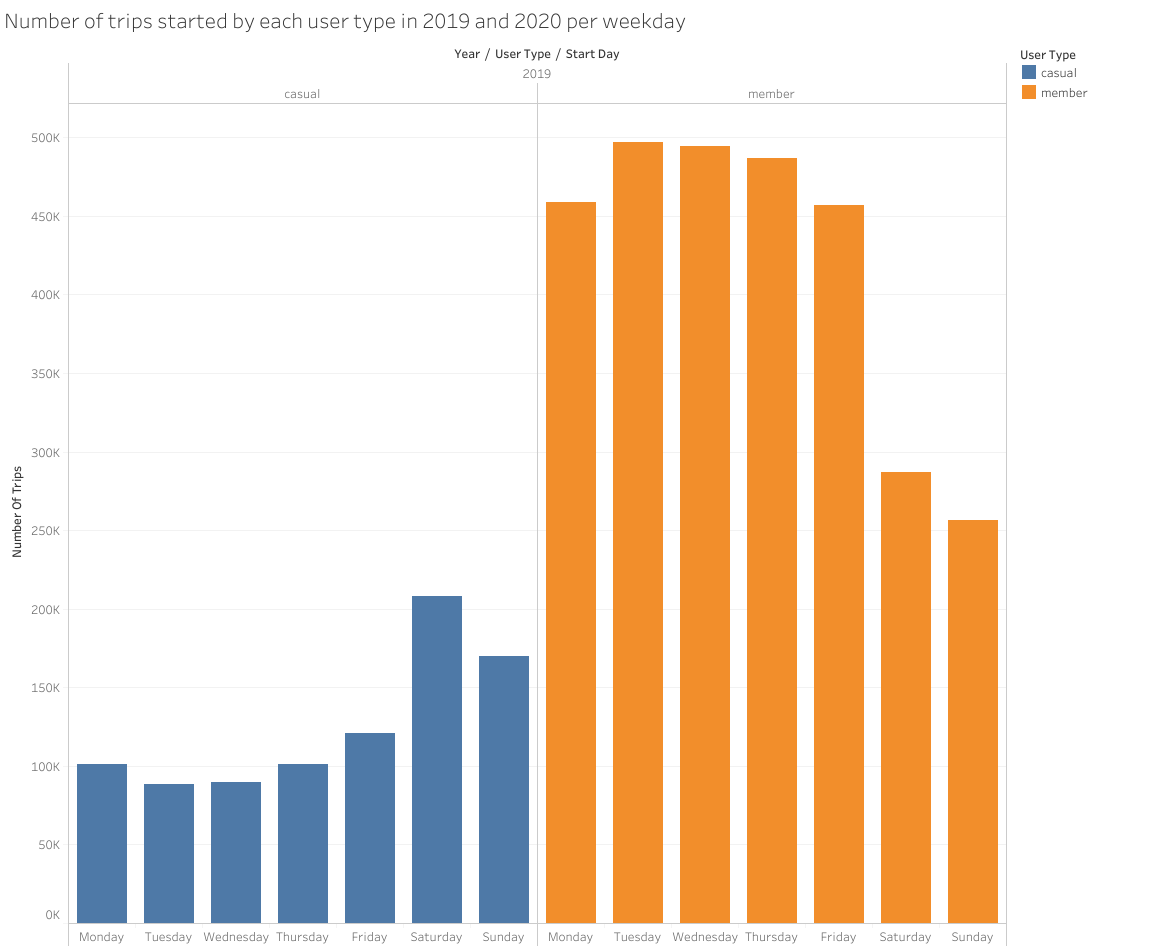 Number of trips started by each user type in 2019 and 2020 per weekday
Year / User Type / Start Day
2019
casual member
User Type
casual
member
Number Of Trips
500K
450K
400K
350K
300K
250K
200K
150K
100K
50K
0K
Monday Tuesday Wednesday Thursday Friday Saturday Sunday Monday Tuesday Wednesday Thursday Friday Saturday Sunday